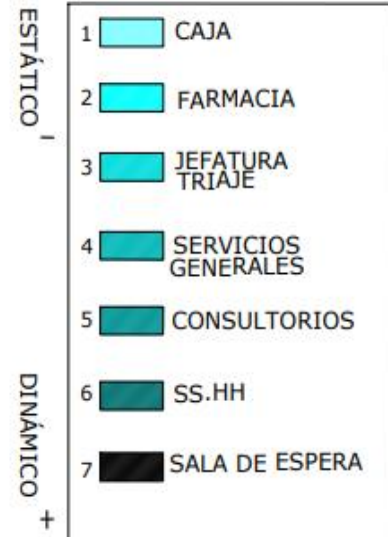 ESTÁTICO -
1 CAJA
2 FARMACIA
3 JEFATURA
TRIAJE
4 SERVICIOS
GENERALES
5 CONSULTORIOS
6 SS.HH
7 SALA DE ESPERA
DINÁMICO +